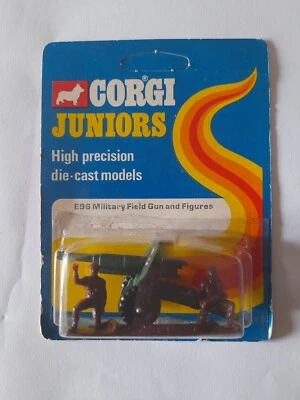 CORGI®
JUNIORS
High precision
die-cast models
E96 Military Field Gun and Figures